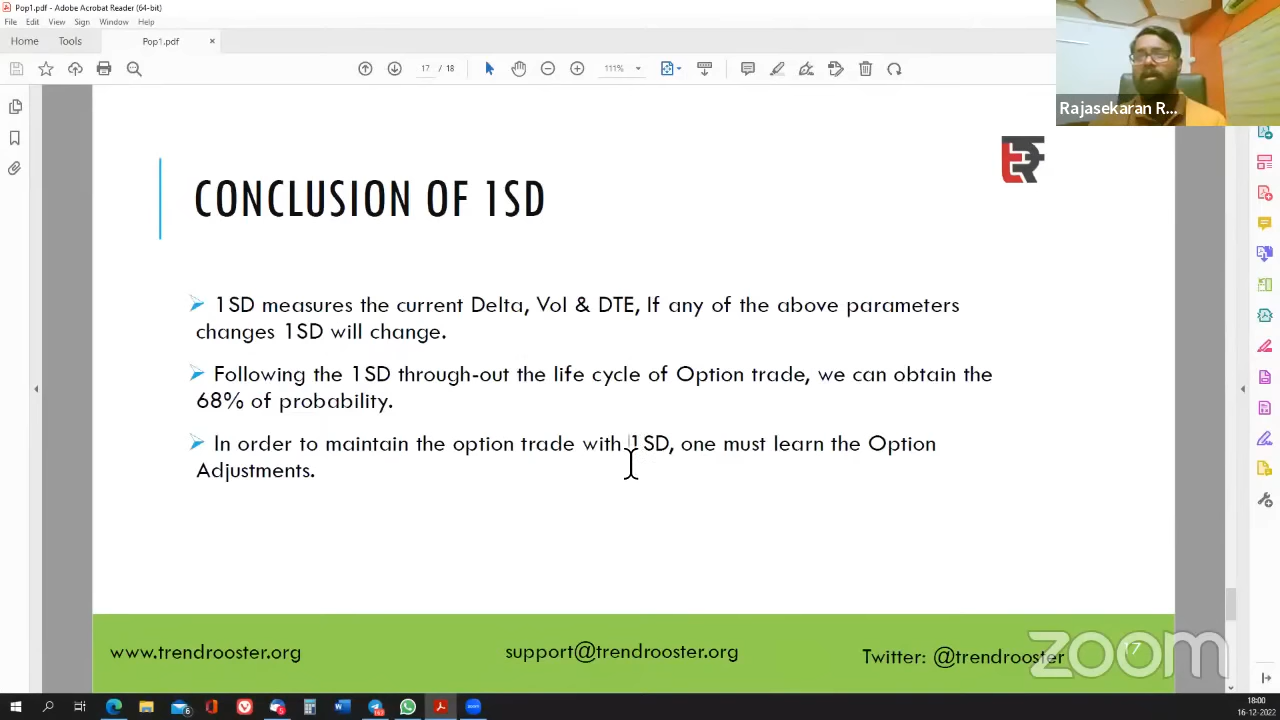 Pop1.pdf - Adobe Acrobat Reader (64-bit)
File Edit View Sign Window Help
Home Tools Pop1.pdf ×
17 / 18 111%
Rajasekaran R...
CONCLUSION OF 1SD
1SD measures the current Delta, Vol & DTE, If any of the above parameters
changes 1SD will change.
Following the 1SD through-out the life cycle of Option trade, we can obtain the
68% of probability.
In order to maintain the option trade with 1SD, one must learn the Option
Adjustments.
www.trendrooster.org support@trendrooster.org Twitter: @trendrooster 17
zoom
18:00
16-12-2022